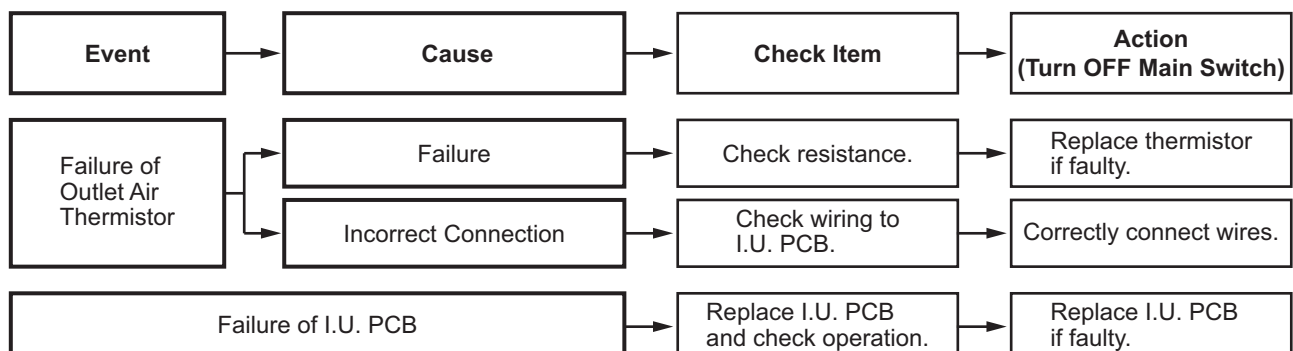 Event
Cause
Check Item
Action
(Turn OFF Main Switch)
Failure of
Outlet Air
Thermistor
Failure
Check resistance.
Replace thermistor
if faulty.
Incorrect Connection
Check wiring to
I.U. PCB.
Correctly connect wires.
Failure of I.U. PCB
Replace I.U. PCB
and check operation.
Replace I.U. PCB
if faulty.